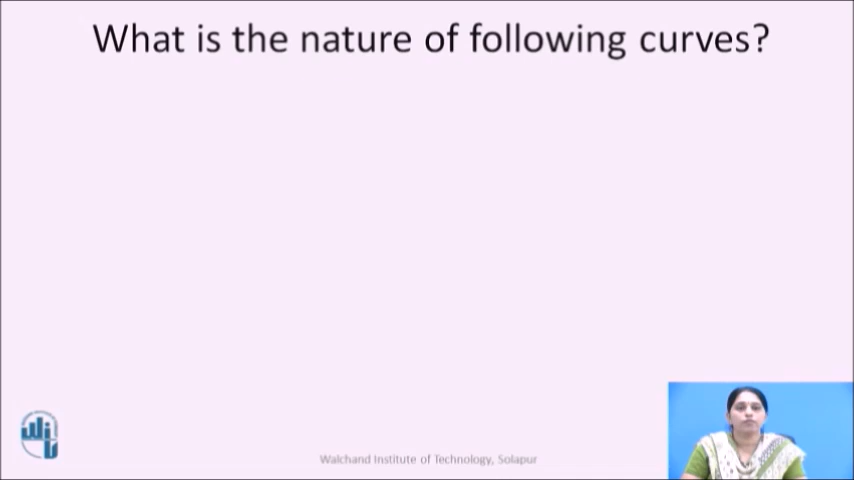 What is the nature of following curves?
Walchand Institute of Technology, Solapur